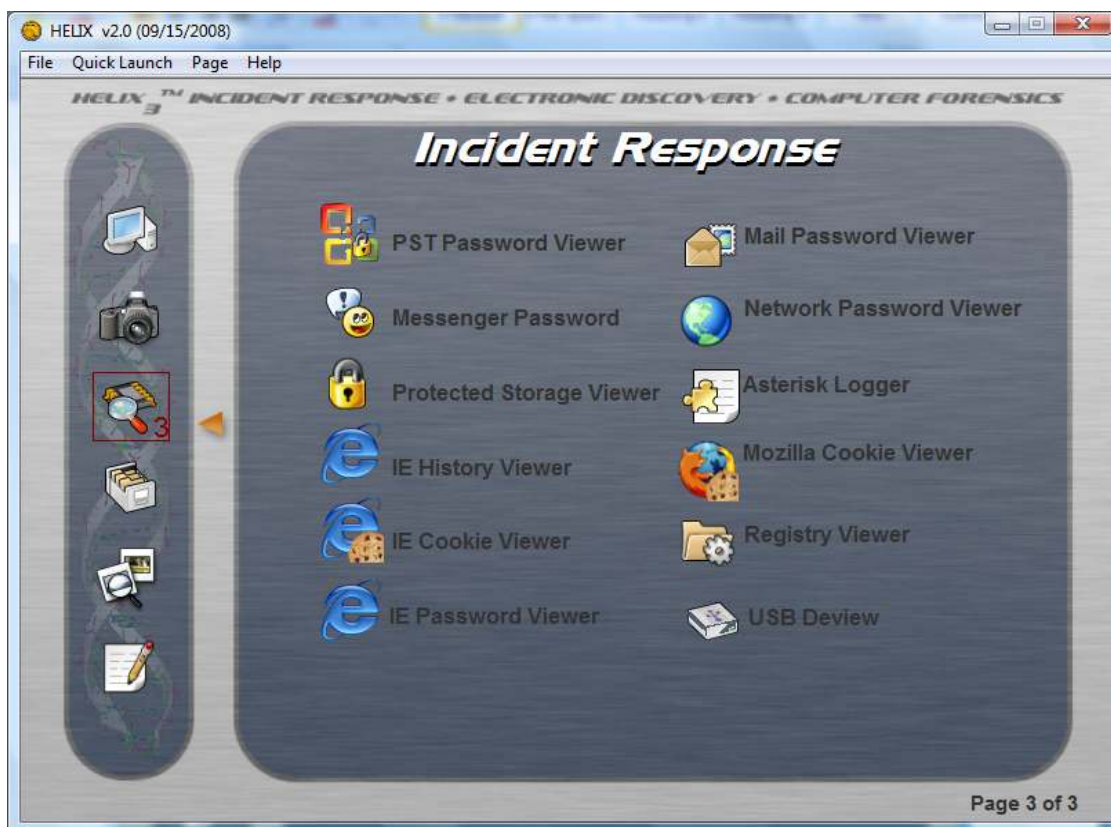 HELIX v2.0 (09/15/2008)
File Quick Launch Page Help
HELIX3™ INCIDENT RESPONSE • ELECTRONIC DISCOVERY • COMPUTER FORENSICS
Incident Response
PST Password Viewer
Mail Password Viewer
Messenger Password
Network Password Viewer
Protected Storage Viewer
Asterisk Logger
3
IE History Viewer
Mozilla Cookie Viewer
IE Cookie Viewer
Registry Viewer
IE Password Viewer
USB Deview
Page 3 of 3